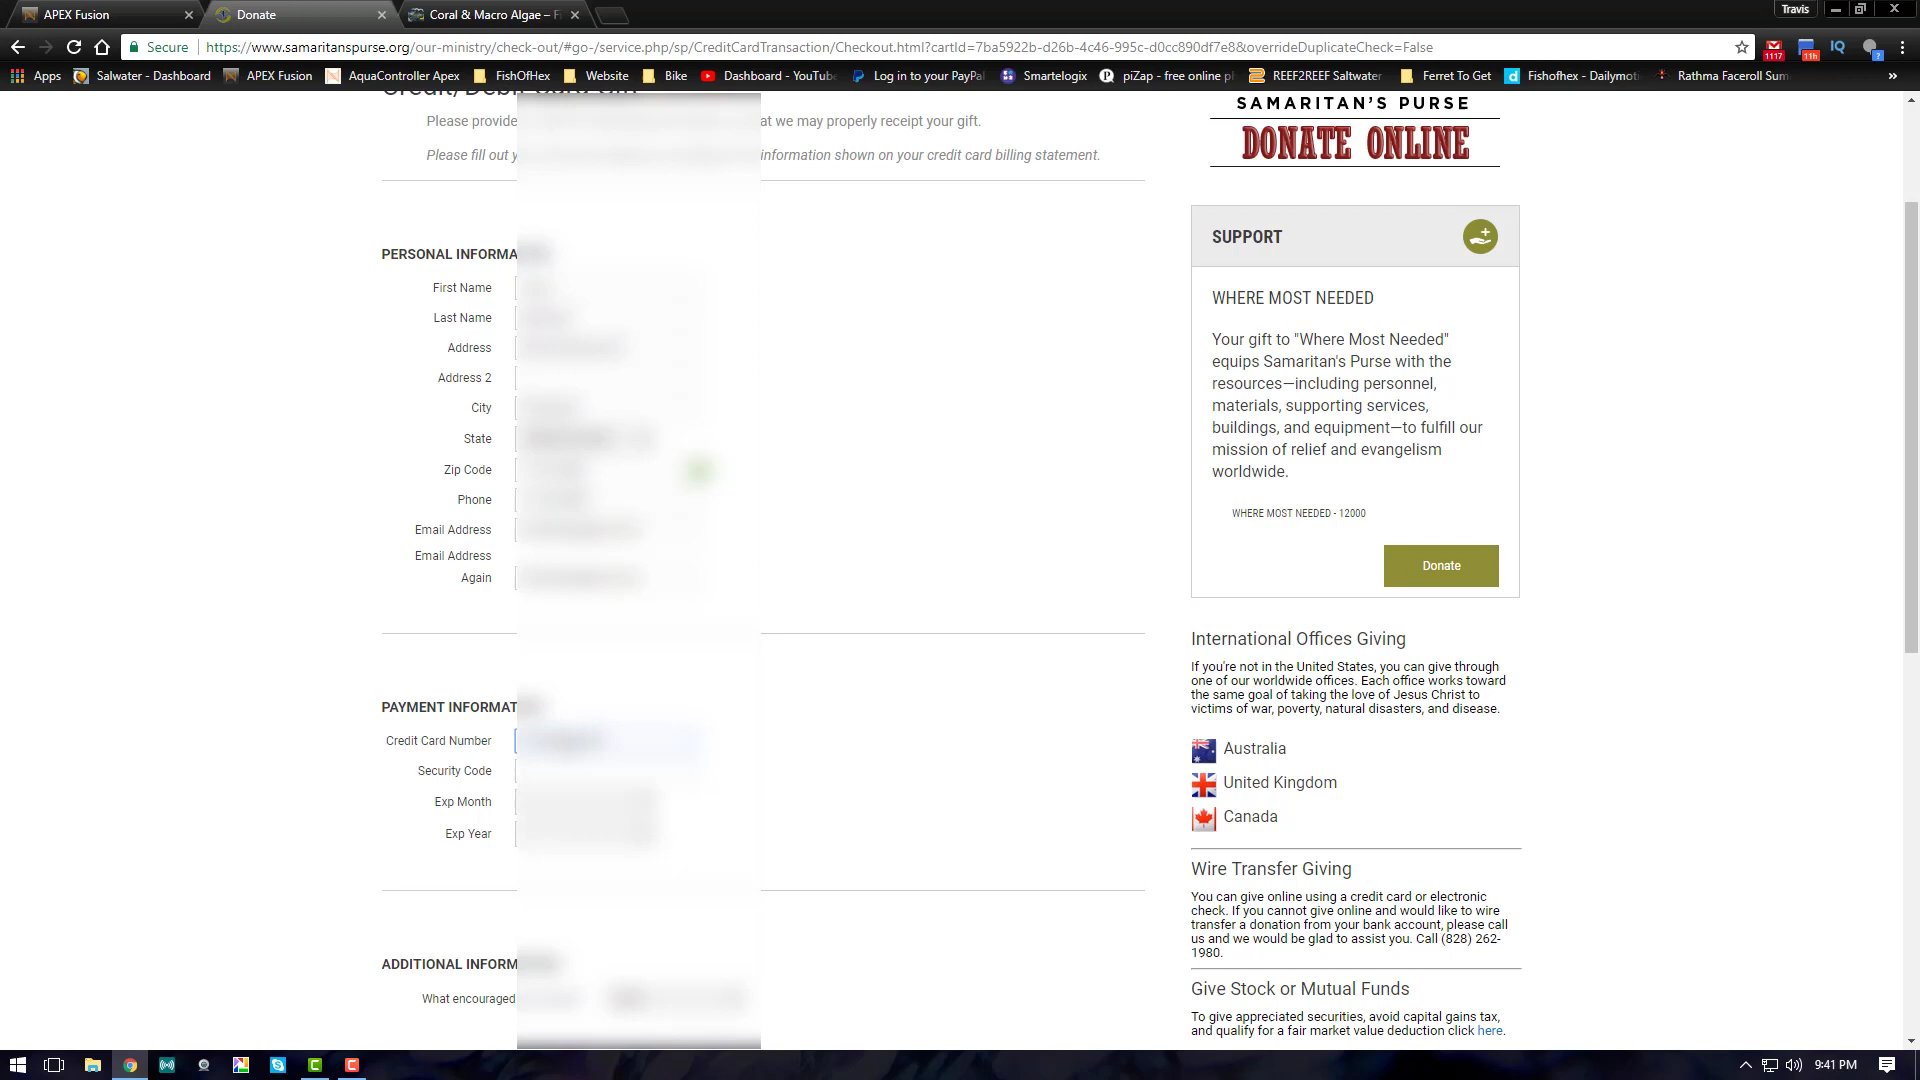 APEX Fusion
Donate
Coral & Macro Algae – Fi
Travis
Secure
https://www.samaritanspurse.org/our-ministry/check-out/#go-/service.php/sp/CreditCardTransaction/Checkout.html?cartId=7ba5922b-d26b-4c46-995c-d0cc890df7e8&overrideDuplicateCheck=False
1117
11h
IQ
?
Apps
Salwater - Dashboard
APEX Fusion
AquaController Apex
FishOfHex
Website
Bike
Dashboard - YouTube
Log in to your PayPal
Smartelogix
piZap - free online p
REEF2REEF Saltwater
Ferret To Get
Fishofhex - Dailymoti
Rathma Faceroll Sum
»
Please provide
at we may properly receipt your gift.
Please fill out y
information shown on your credit card billing statement.
PERSONAL INFORMA
First Name
Last Name
Address
Address 2
City
State
Zip Code
Phone
Email Address
Email Address
Again
PAYMENT INFORMAT
Credit Card Number
Security Code
Exp Month
Exp Year
ADDITIONAL INFORM
What encouraged
SAMARITAN'S PURSE
DONATE ONLINE
SUPPORT
WHERE MOST NEEDED
Your gift to "Where Most Needed"
equips Samaritan's Purse with the
resources—including personnel,
materials, supporting services,
buildings, and equipment—to fulfill our
mission of relief and evangelism
worldwide.
WHERE MOST NEEDED - 12000
Donate
International Offices Giving
If you're not in the United States, you can give through
one of our worldwide offices. Each office works toward
the same goal of taking the love of Jesus Christ to
victims of war, poverty, natural disasters, and disease.
Australia
United Kingdom
Canada
Wire Transfer Giving
You can give online using a credit card or electronic
check. If you cannot give online and would like to wire
transfer a donation from your bank account, please call
us and we would be glad to assist you. Call (828) 262-
1980.
Give Stock or Mutual Funds
To give appreciated securities, avoid capital gains tax,
and qualify for a fair market value deduction click here.
9:41 PM